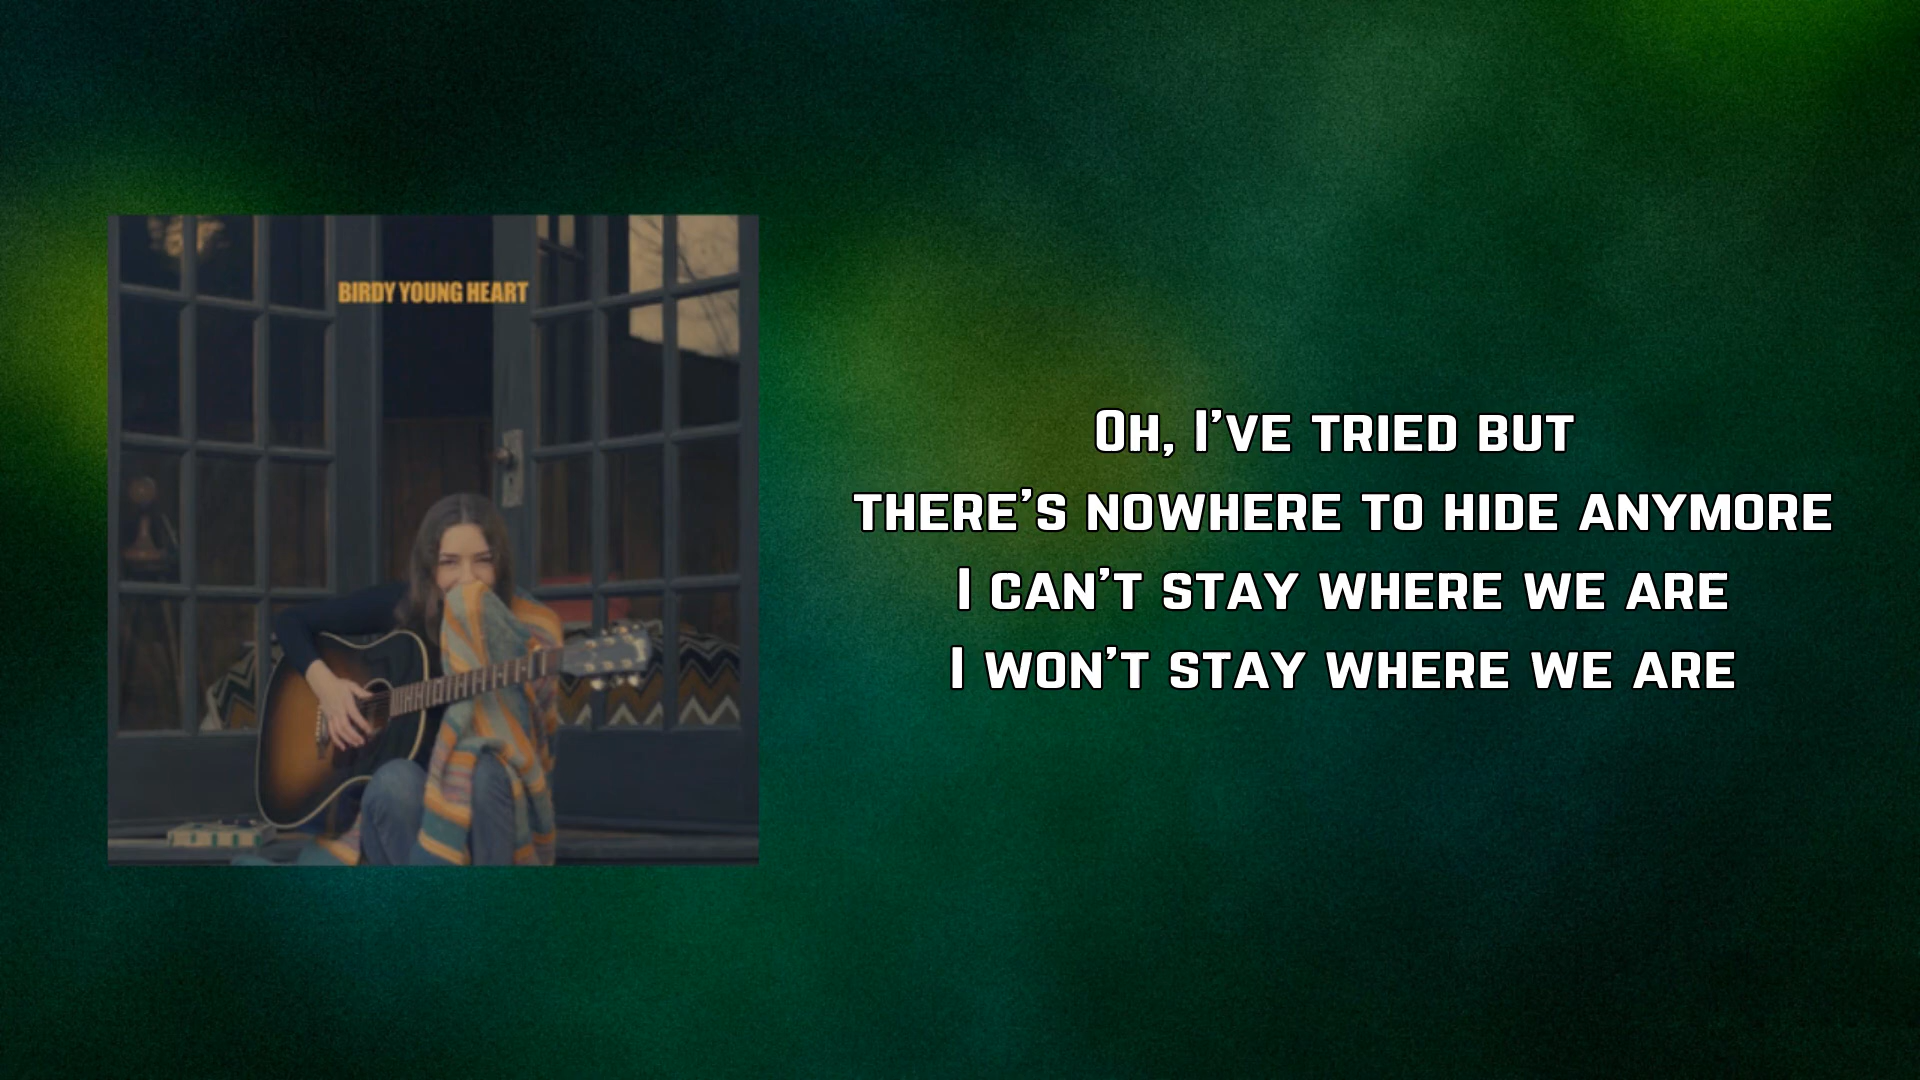 BIRDY YOUNG HEART
Oh, I've tried but
there's nowhere to hide anymore
I can't stay where we are
I won't stay where we are